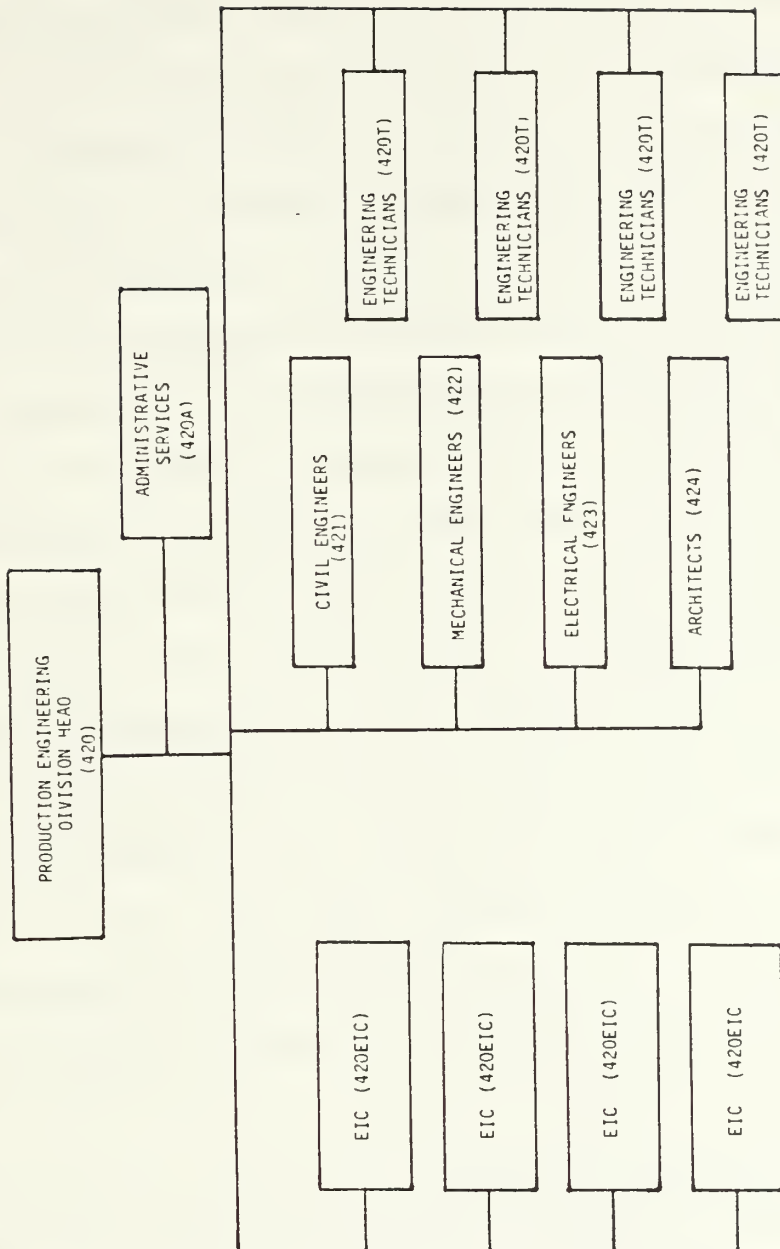 PRODUCTION ENGINEERING
OIVISION HEAO
(420)
ADMINISTRATIVE
SERVICES
(420A)
EIC (420EIC)
EIC (420EIC)
EIC (420EIC)
EIC (420EIC
CIVIL ENGINEERS
(421)
MECHANICAL ENGINEERS (422)
ELECTRICAL ENGINEERS
(423)
ARCHITECTS (424)
ENGINEERING
TECHNICIANS (420T)
ENGINEERING
TECHNICIANS (420T)
ENGINEERING
TECHNICIANS (420T)
ENGINEERING
TECHNICIANS (420T)